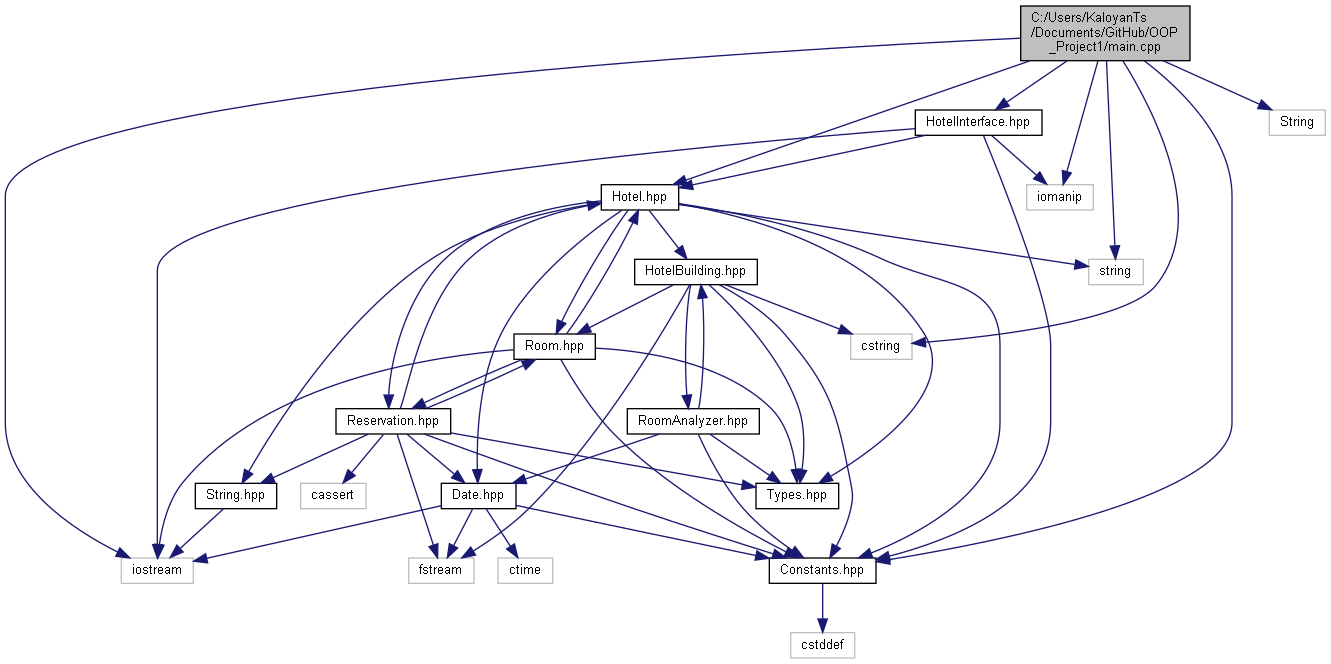 C:/Users/KaloyanTs
/Documents/GitHub/OOP
_Project1/main.cpp
HotelInterface.hpp
String
Hotel.hpp
iomanip
HotelBuilding.hpp
string
Room.hpp
cstring
Reservation.hpp
RoomAnalyzer.hpp
String.hpp
cassert
Date.hpp
Types.hpp
iostream
fstream
ctime
Constants.hpp
cstddef